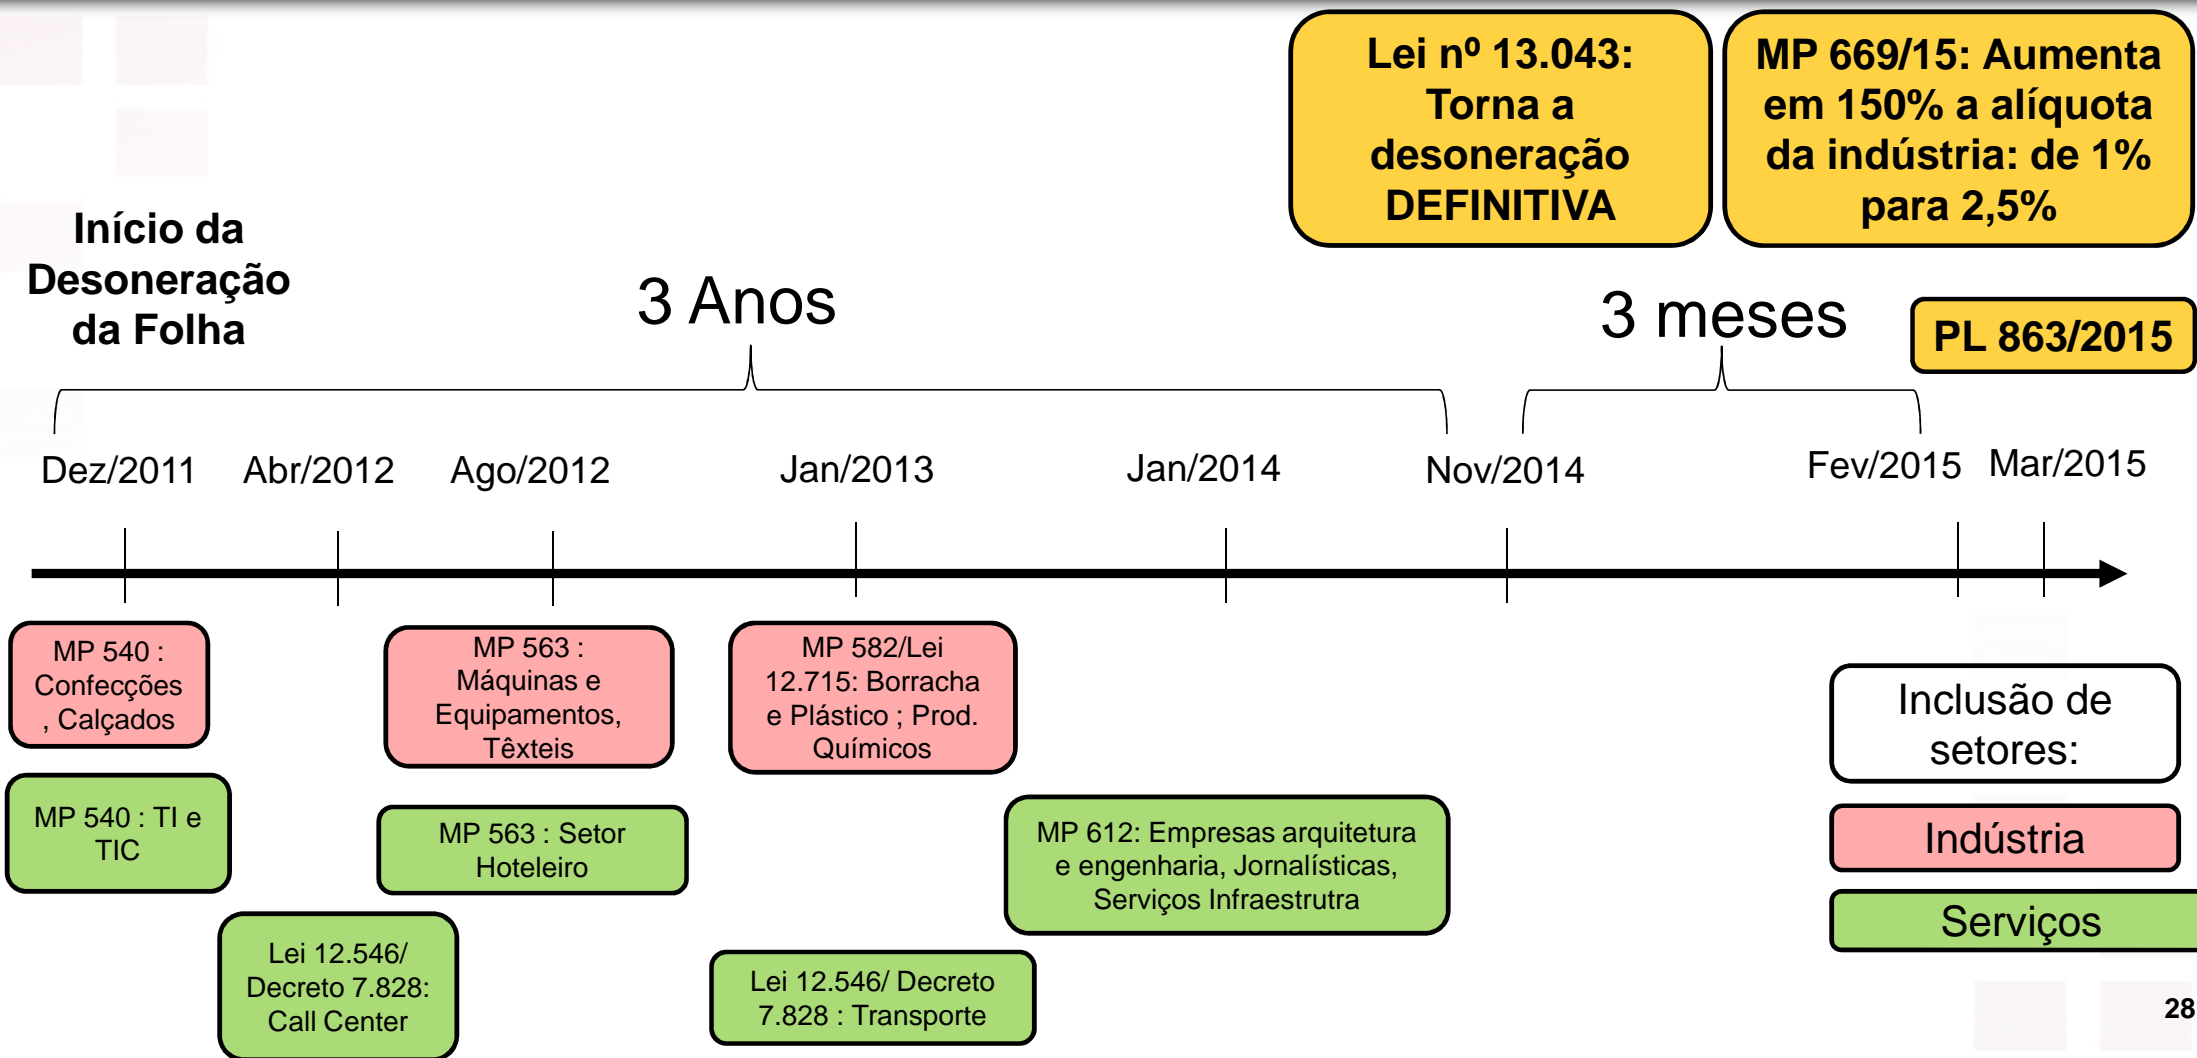 Lei nº 13.043:
Torna a
desoneração
DEFINITIVA
MP 669/15: Aumenta
em 150% a alíquota
da indústria: de 1%
para 2,5%
Início da
Desoneração
da Folha
3 Anos
3 meses
PL 863/2015
Dez/2011
Abr/2012
Ago/2012
Jan/2013
Jan/2014
Nov/2014
Fev/2015
Mar/2015
MP 540 :
Confecções
, Calçados
MP 563 :
Máquinas e
Equipamentos,
Têxteis
MP 582/Lei
12.715: Borracha
e Plástico ; Prod.
Químicos
Inclusão de
setores:
MP 540 : TI e
TIC
MP 563 : Setor
Hoteleiro
MP 612: Empresas arquitetura
e engenharia, Jornalísticas,
Serviços Infraestrutra
Indústria
Serviços
Lei 12.546/
Decreto 7.828:
Call Center
Lei 12.546/ Decreto
7.828 : Transporte
28